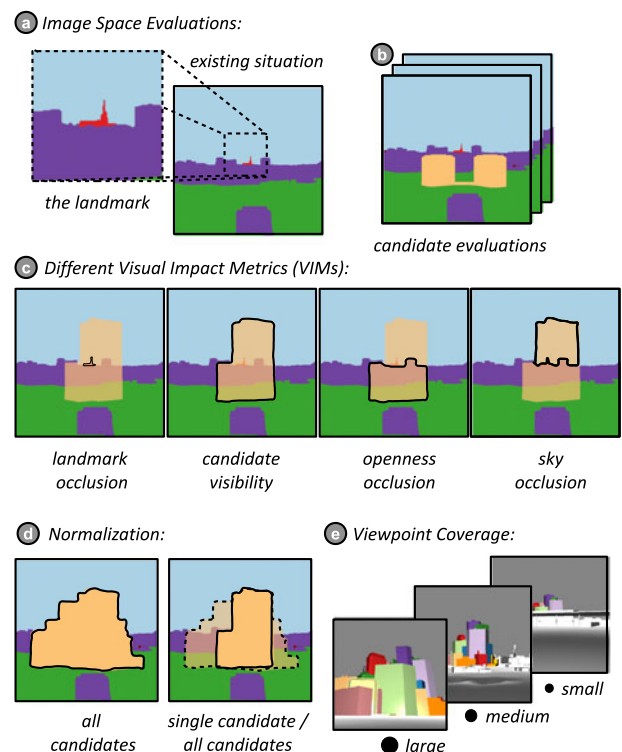 a Image Space Evaluations:
existing situation
the landmark
b
candidate evaluations
c Different Visual Impact Metrics (VIMs):
landmark
occlusion
candidate
visibility
openness
occlusion
sky
occlusion
d Normalization:
all
candidates
single candidate /
all candidates
e Viewpoint Coverage:
small
medium
large